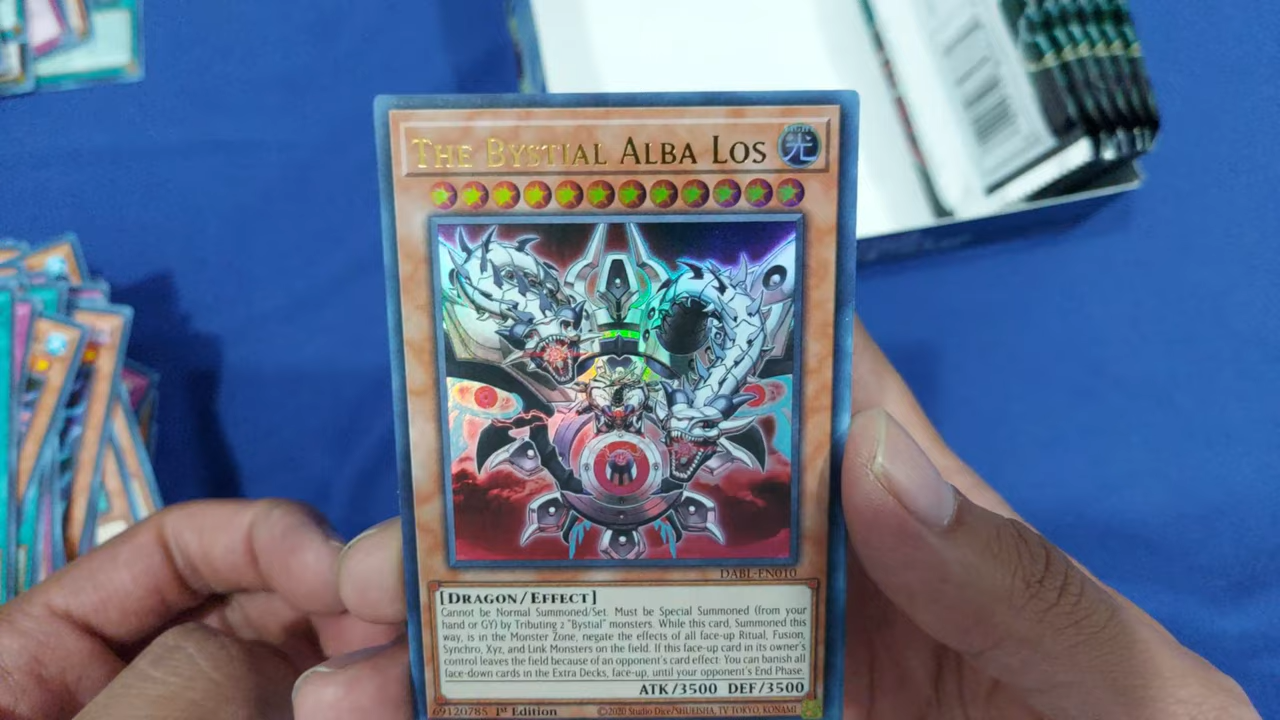 THE BYSTIAL ALBA LOS
LIGHT
光
DABL-EN010
[DRAGON/EFFECT]
Cannot be Normal Summoned/Set. Must be Special Summoned (from your
hand or GY) by Tributing 2 "Bystial" monsters. While this card, Summoned this
way, is in the Monster Zone, negate the effects of all face-up Ritual, Fusion,
Synchro, Xyz, and Link Monsters on the field. If this face-up card in its owner's
control leaves the field because of an opponent's card effect: You can banish all
face-down cards in the Extra Decks, face-up, until your opponent's End Phase.
ATK/3500 DEF/3500
69120785 1st Edition ©2020 Studio Dice/SHUEISHA, TV TOKYO, KONAMI